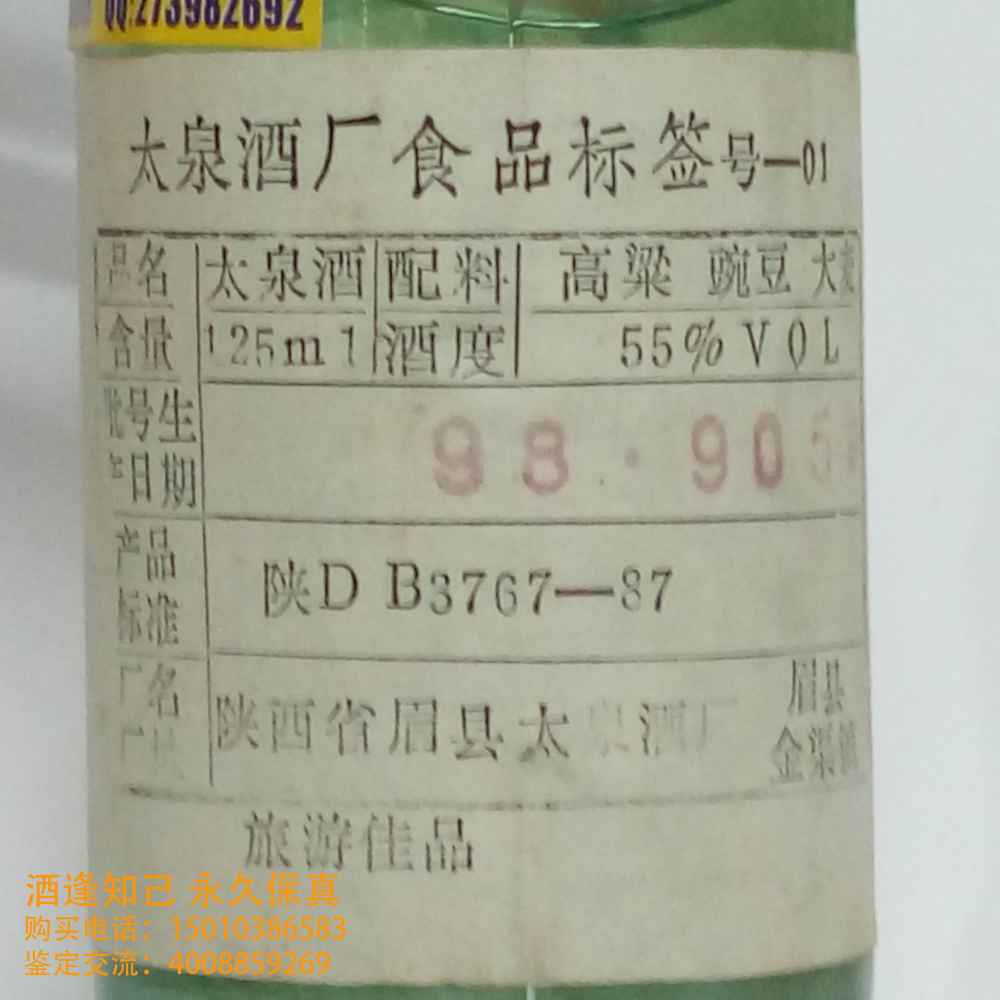 QQ:273982692
太泉酒厂食品标签号—01
品名 太泉酒 配料 高粱 豌豆 大麦
含量 125ml 酒度 55%VOL
批号生产日期 98·905
产品标准 陕DB3767—87
厂名厂址 陕西省眉县太泉酒厂 眉县金渠镇
旅游佳品
酒逢知己 永久保真
购买电话：15010386583
鉴定交流：4008859269